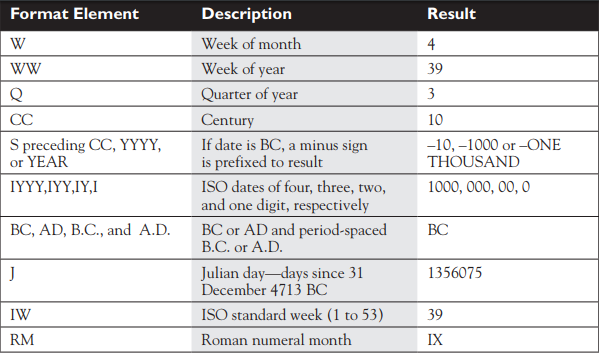 Format Element Description Result
W Week of month 4
WW Week of year 39
Q Quarter of year 3
CC Century 10
S preceding CC, YYYY, If date is BC, a minus sign –10, –1000 or –ONE
or YEAR is prefixed to result THOUSAND
IYYY,IYY,IY,I ISO dates of four, three, two, 1000, 000, 00, 0
and one digit, respectively
BC, AD, B.C., and A.D. BC or AD and period-spaced BC
B.C. or A.D.
J Julian day—days since 31 1356075
December 4713 BC
IW ISO standard week (1 to 53) 39
RM Roman numeral month IX